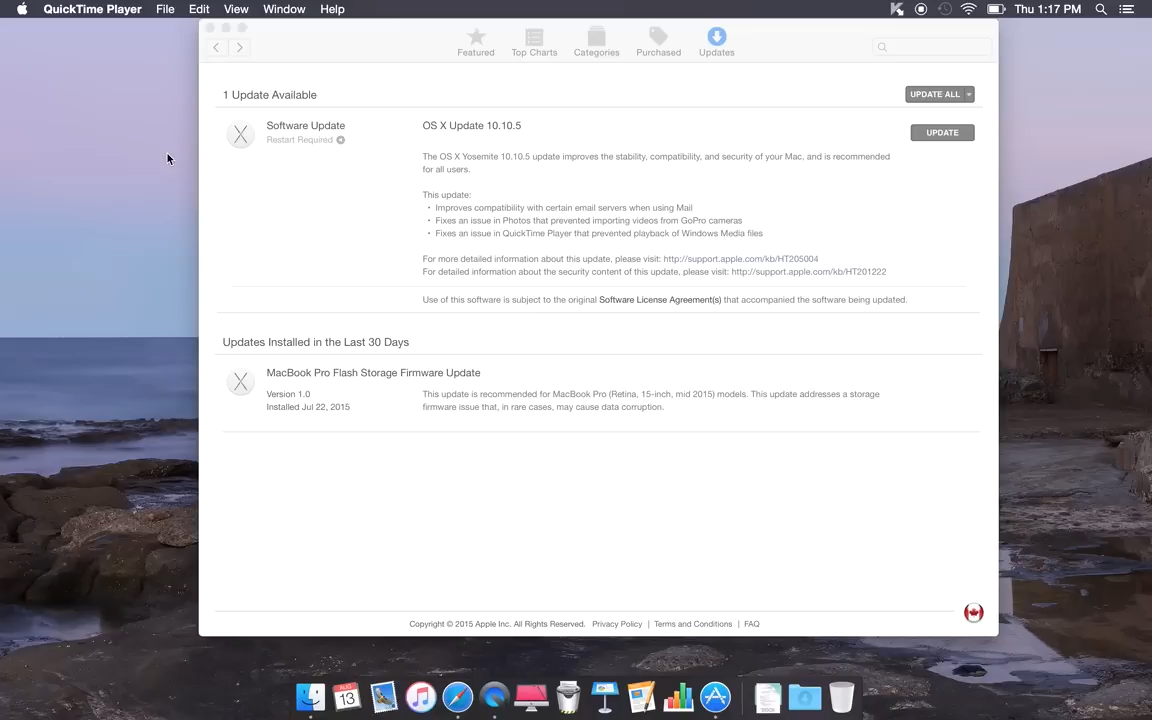 QuickTime Player File Edit View Window Help Thu 1:17 PM
Featured Top Charts Categories Purchased Updates
1 Update Available
UPDATE ALL
Software Update
Restart Required
OS X Update 10.10.5
UPDATE
The OS X Yosemite 10.10.5 update improves the stability, compatibility, and security of your Mac, and is recommended
for all users.
This update:
• Improves compatibility with certain email servers when using Mail
• Fixes an issue in Photos that prevented importing videos from GoPro cameras
• Fixes an issue in QuickTime Player that prevented playback of Windows Media files
For more detailed information about this update, please visit: http://support.apple.com/kb/HT205004
For detailed information about the security content of this update, please visit: http://support.apple.com/kb/HT201222
Use of this software is subject to the original Software License Agreement(s) that accompanied the software being updated.
Updates Installed in the Last 30 Days
MacBook Pro Flash Storage Firmware Update
Version 1.0
Installed Jul 22, 2015
This update is recommended for MacBook Pro (Retina, 15-inch, mid 2015) models. This update addresses a storage
firmware issue that, in rare cases, may cause data corruption.
Copyright © 2015 Apple Inc. All Rights Reserved. Privacy Policy | Terms and Conditions | FAQ
AUG
13